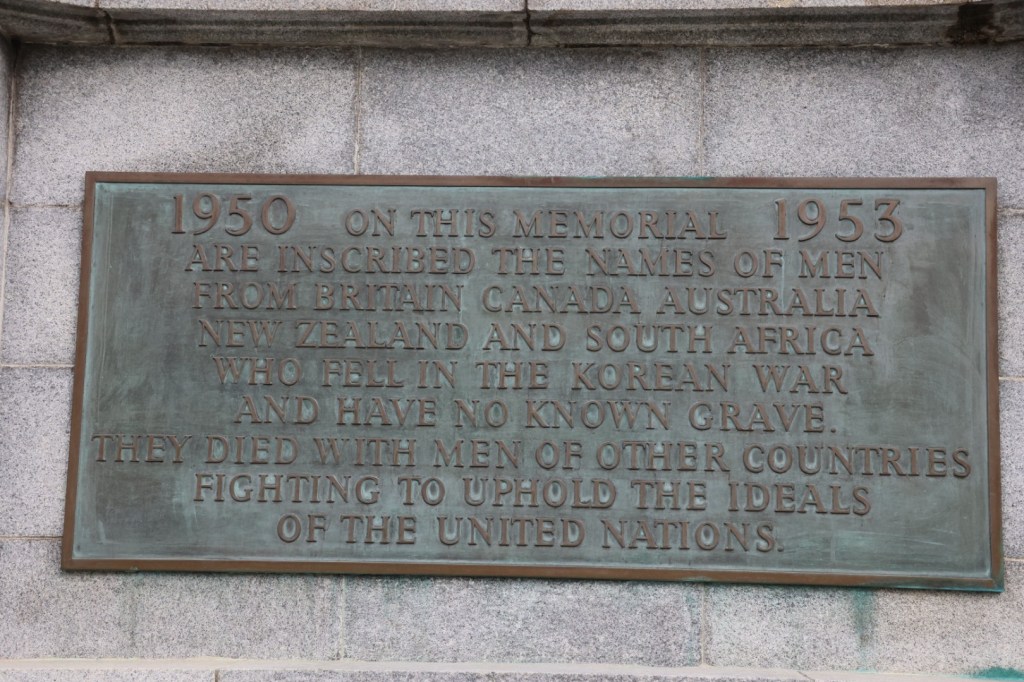 1950 ON THIS MEMORIAL 1953
ARE INSCRIBED THE NAMES OF MEN
FROM BRITAIN CANADA AUSTRALIA
NEW ZEALAND AND SOUTH AFRICA
WHO FELL IN THE KOREAN WAR
AND HAVE NO KNOWN GRAVE.
THEY DIED WITH MEN OF OTHER COUNTRIES
FIGHTING TO UPHOLD THE IDEALS
OF THE UNITED NATIONS.